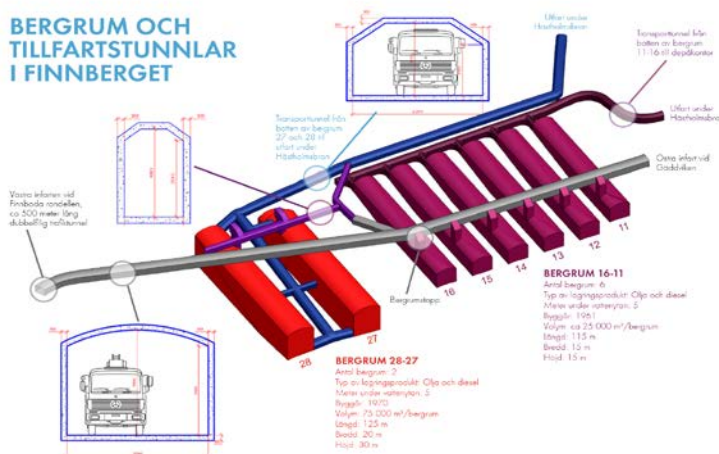 BERGRUM OCH
TILLFARTSTUNNLAR
I FINNBERGET
Utfart under
Hästholmsbron
Transporttunnel från
botten av bergrum
11-16 till depåkontor
Transporttunnel från
botten av bergrum
27 och 28 till
utfart under
Hästholmsbron
Utfart under
Hästholmsbron
Östra infart vid
Gäddviken
Västra infarten vid
Finnboda rondellen,
ca 500 meter lång
dubbelfilig trafiktunnel
Bergrumstopp
11
12
13
14
15
16
27
28
BERGRUM 16-11
Antal bergrum: 6
Typ av lagringsprodukt: Olja och diesel
Meter under vattenytan: 5
Byggår: 1961
Volym: ca 25 000 m³/bergrum
Längd: 115 m
Bredd: 15 m
Höjd: 15 m
BERGRUM 28-27
Antal bergrum: 2
Typ av lagringsprodukt: Olja och diesel
Meter under vattenytan: 5
Byggår: 1970
Volym: 75 000 m³/bergrum
Längd: 125 m
Bredd: 20 m
Höjd: 30 m